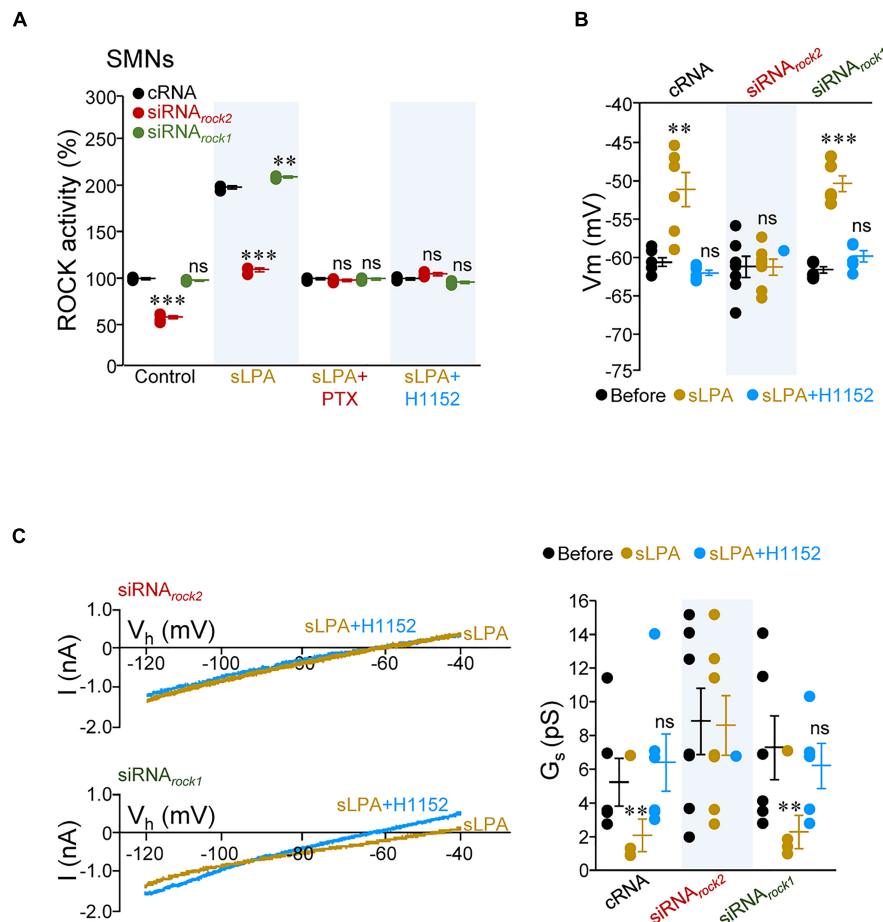 A
SMNs
cRNA
siRNArock2
siRNArock1
ROCK activity (%)
300
250
200
150
100
50
0
***
ns
***
**
ns
ns
ns
ns
Control
sLPA
sLPA+
PTX
sLPA+
H1152
B
cRNA
siRNArock2
siRNArock1
Vm (mV)
-40
-45
-50
-55
-60
-65
-70
-75
**
ns
ns
***
ns
Before sLPA sLPA+H1152
C
siRNArock2
I (nA)
1.0
0
-1.0
-2.0
Vh (mV)
-120 -100 -80 -60 -40
sLPA+H1152
sLPA
siRNArock1
I (nA)
1.0
0
-1.0
-2.0
Vh (mV)
-120 -100 -80 -60 -40
sLPA+H1152
sLPA
Before sLPA sLPA+H1152
Gs (pS)
16
14
12
10
8
6
4
2
0
**
ns
**
ns
cRNA
siRNArock2
siRNArock1